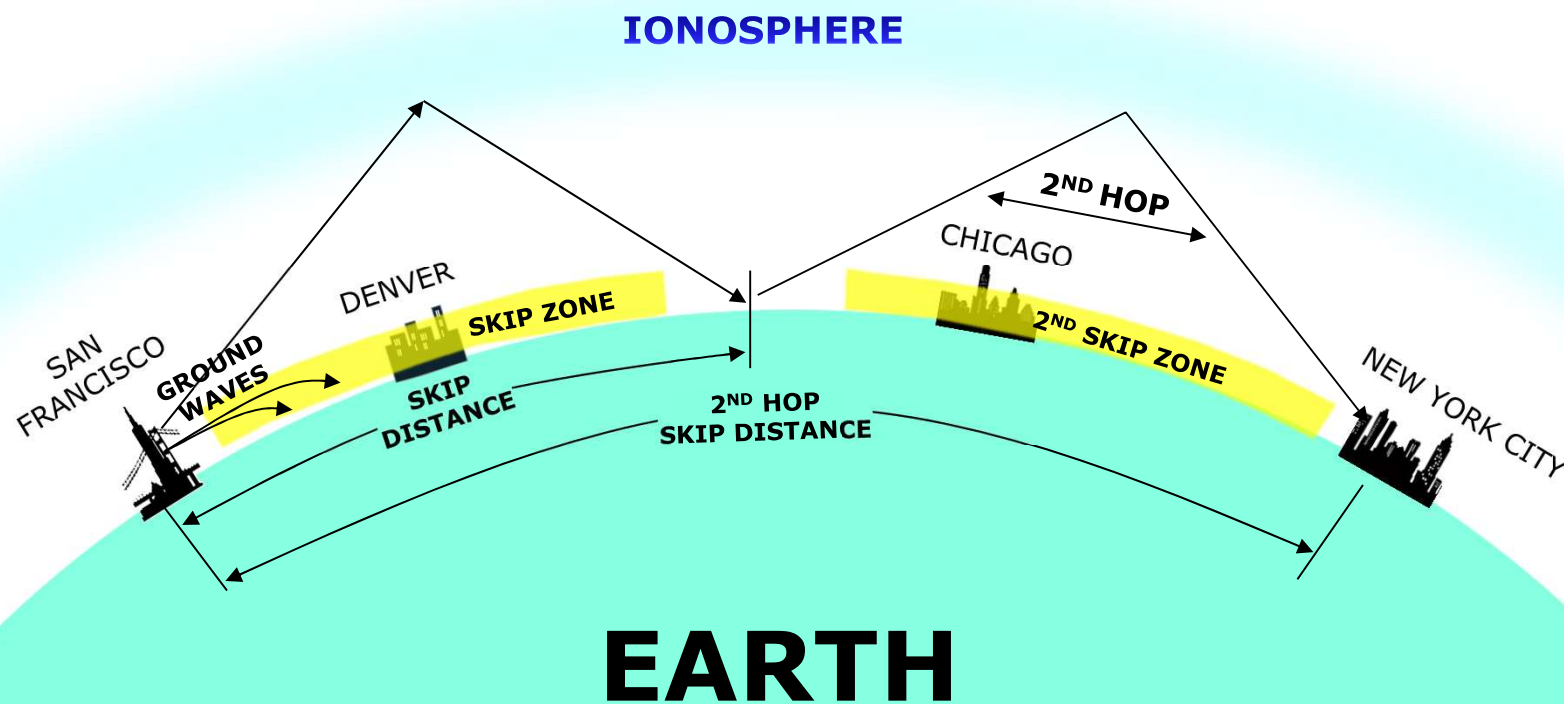 IONOSPHERE
2ND HOP
CHICAGO
DENVER
SKIP ZONE
2ND SKIP ZONE
SAN
FRANCISCO
GROUND
WAVES
NEW YORK CITY
SKIP
DISTANCE
2ND HOP
SKIP DISTANCE
EARTH